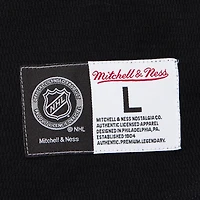 NHL
® NHL
Mitchell & Ness
Mitchell & Ness
L
MITCHELL & NESS NOSTALGIA CO.
AUTHENTIC LICENSED APPAREL
DESIGNED IN PHILADELPHIA, PA
ESTABLISHED 1904
AUTHENTIC. PREMIUM. LEGENDARY.